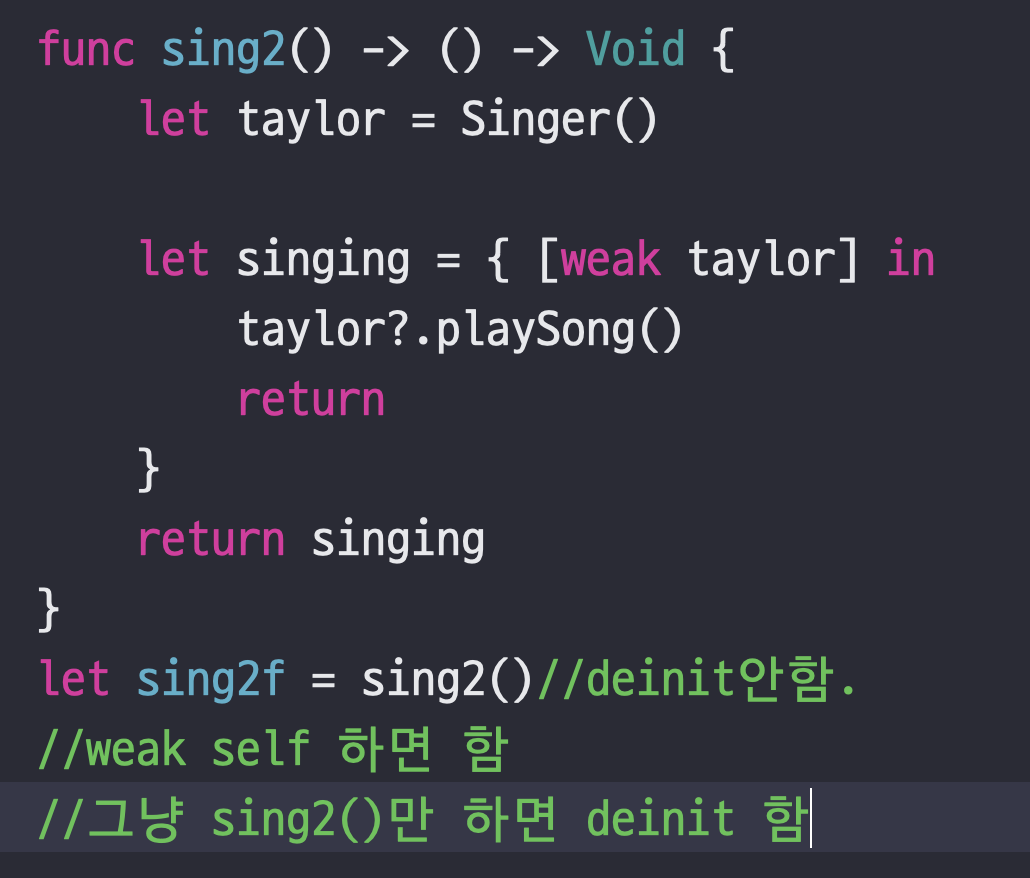 func sing2() -> () -> Void {
    let taylor = Singer()

    let singing = { [weak taylor] in
        taylor?.playSong()
        return
    }
    return singing
}
let sing2f = sing2()//deinit안함.
//weak self 하면 함
//그냥 sing2()만 하면 deinit 함